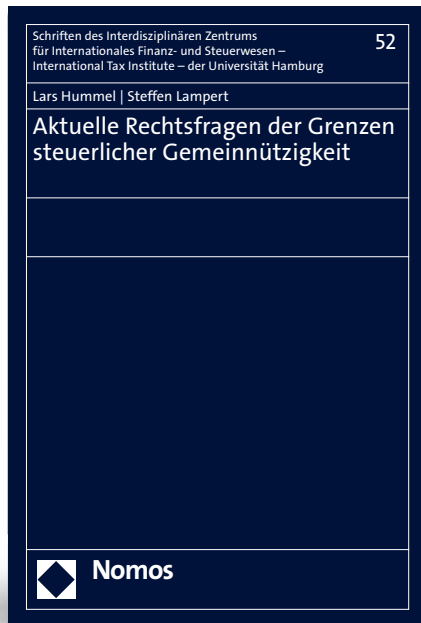 Schriften des Interdisziplinären Zentrums
für Internationales Finanz- und Steuerwesen –
International Tax Institute – der Universität Hamburg
52
Lars Hummel | Steffen Lampert
Aktuelle Rechtsfragen der Grenzen
steuerlicher Gemeinnützigkeit
Nomos